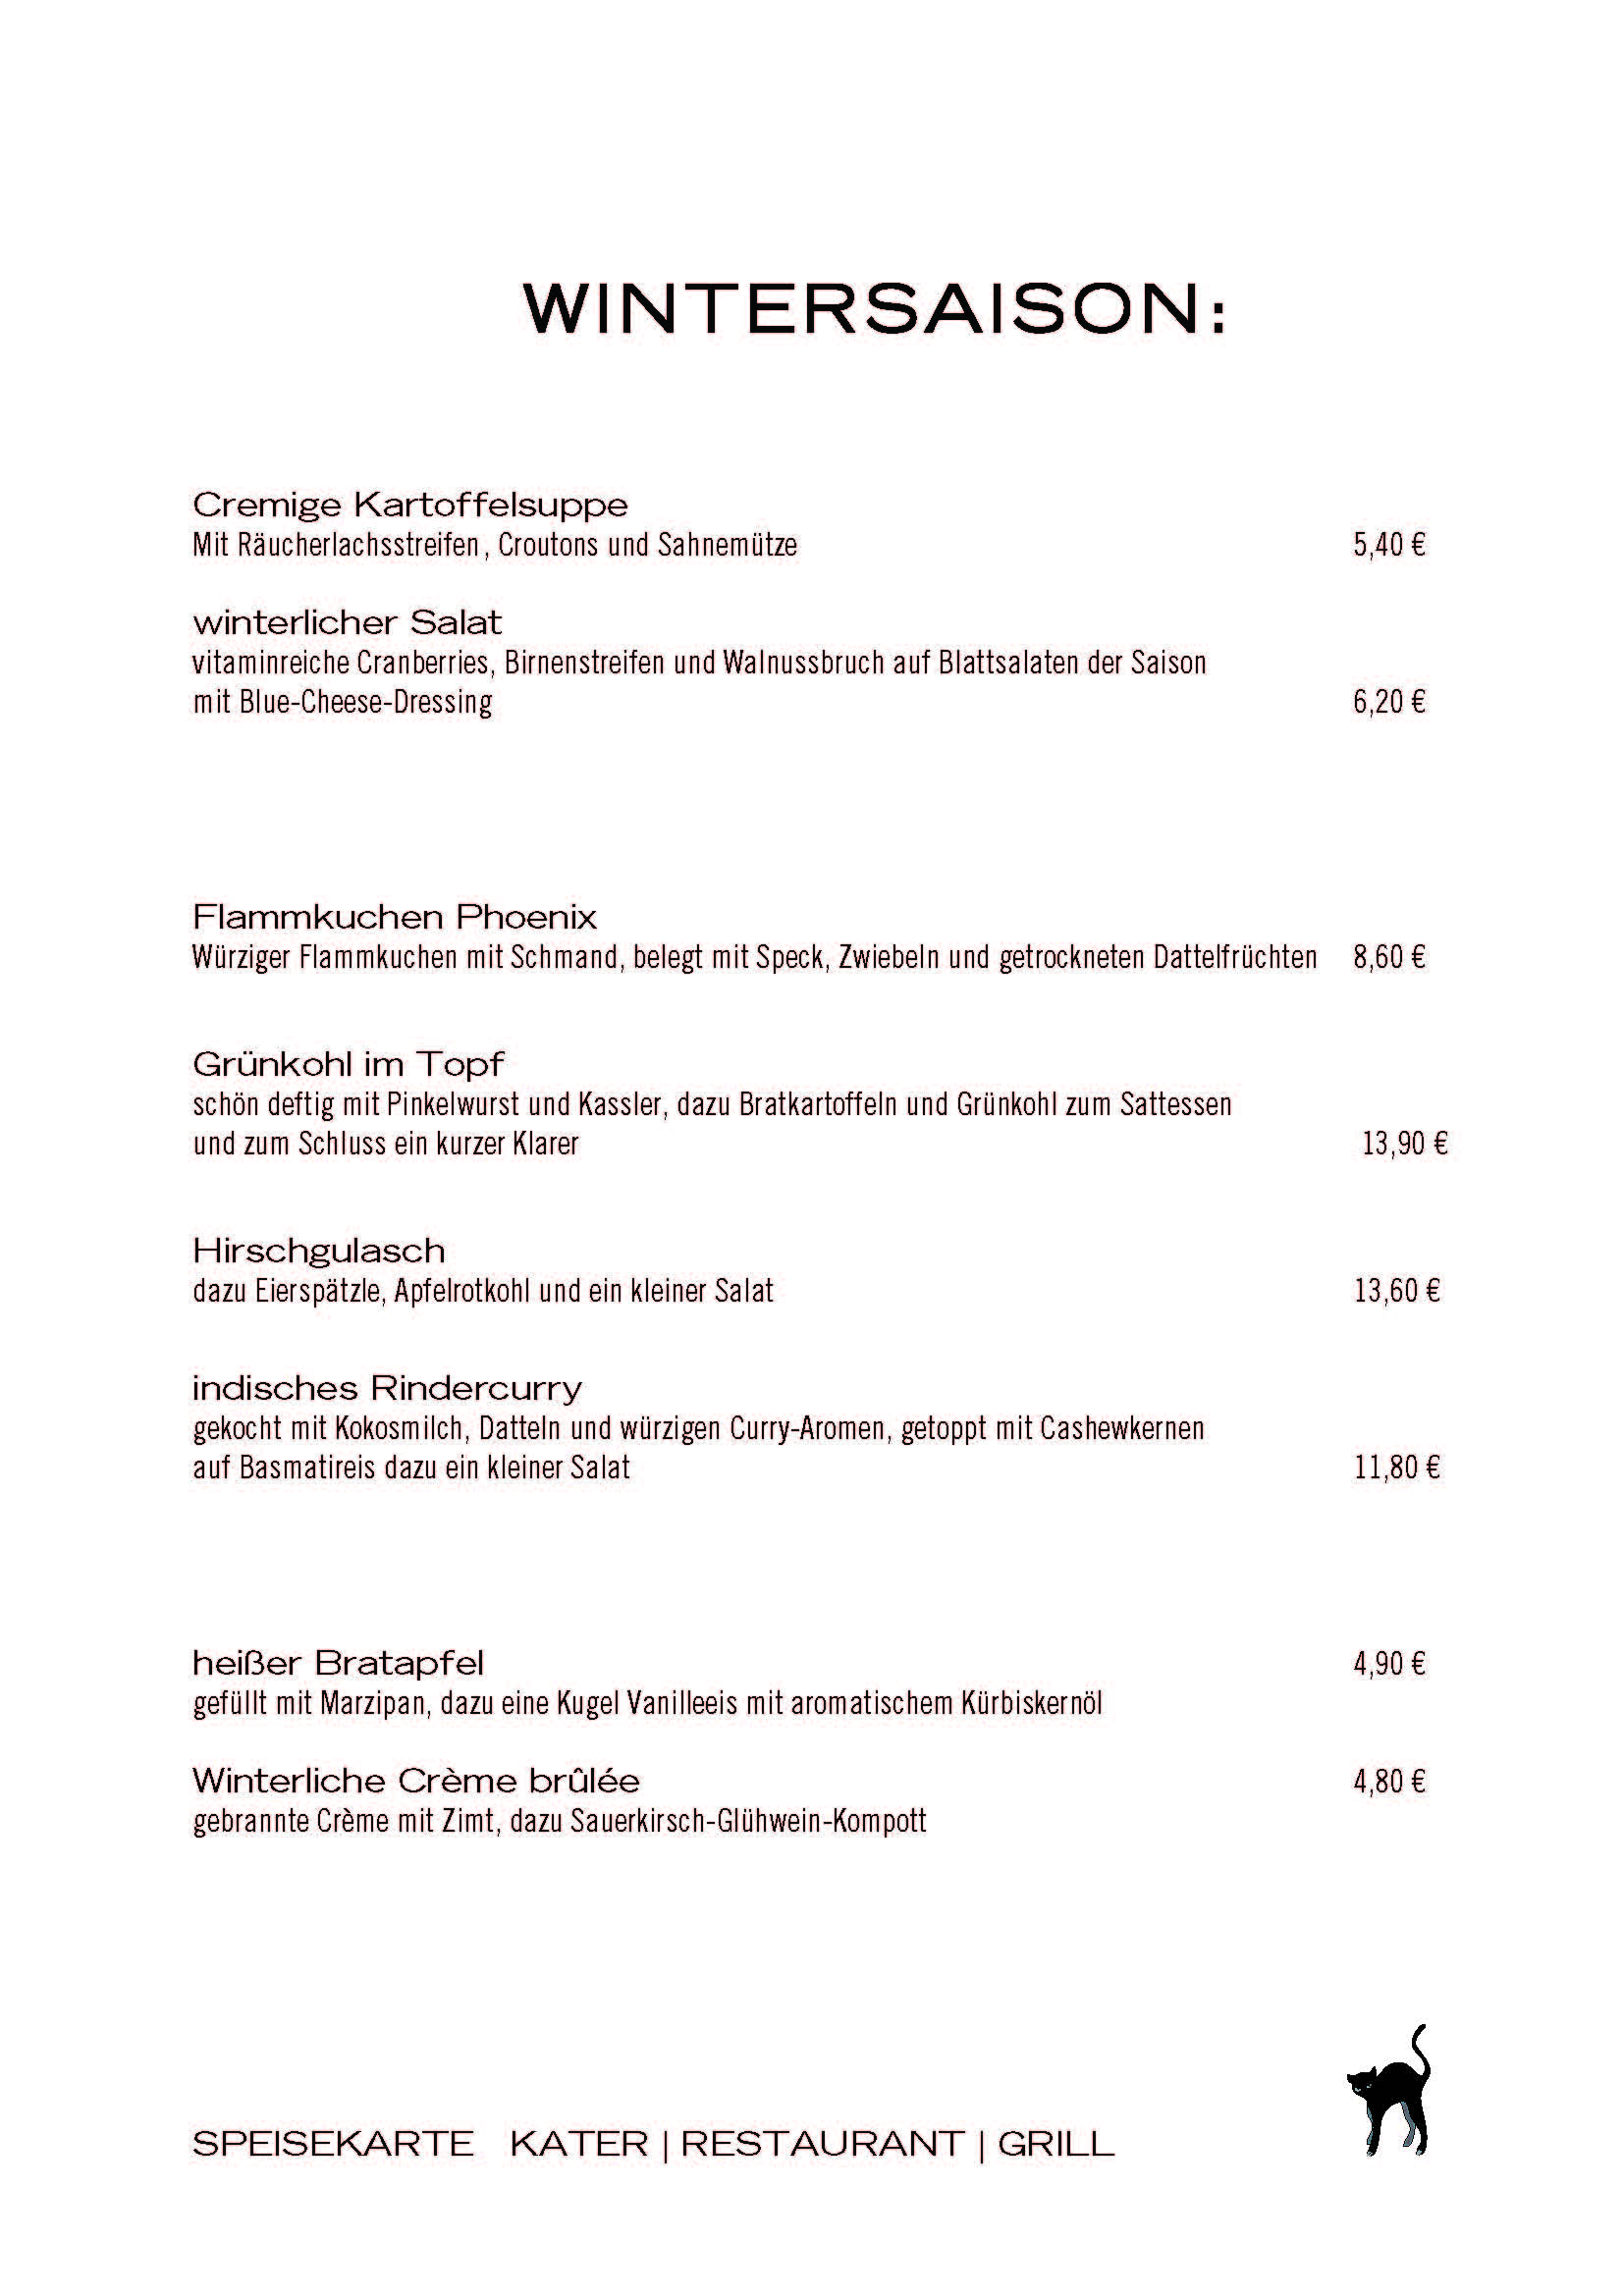 WINTERSAISON:
Cremige Kartoffelsuppe
Mit Räucherlachsstreifen, Croutons und Sahnemütze 5,40 €
winterlicher Salat
vitaminreiche Cranberries, Birnenstreifen und Walnussbruch auf Blattsalaten der Saison
mit Blue-Cheese-Dressing 6,20 €
Flammkuchen Phoenix
Würziger Flammkuchen mit Schmand, belegt mit Speck, Zwiebeln und getrockneten Dattelfrüchten 8,60 €
Grünkohl im Topf
schön deftig mit Pinkelwurst und Kassler, dazu Bratkartoffeln und Grünkohl zum Sattessen
und zum Schluss ein kurzer Klarer 13,90 €
Hirschgulasch
dazu Eierspätzle, Apfelrotkohl und ein kleiner Salat 13,60 €
indisches Rindercurry
gekocht mit Kokosmilch, Datteln und würzigen Curry-Aromen, getoppt mit Cashewkernen
auf Basmatireis dazu ein kleiner Salat 11,80 €
heißer Bratapfel 4,90 €
gefüllt mit Marzipan, dazu eine Kugel Vanilleeis mit aromatischem Kürbiskernöl
Winterliche Crème brûlée 4,80 €
gebrannte Crème mit Zimt, dazu Sauerkirsch-Glühwein-Kompott
SPEISEKARTE KATER | RESTAURANT | GRILL